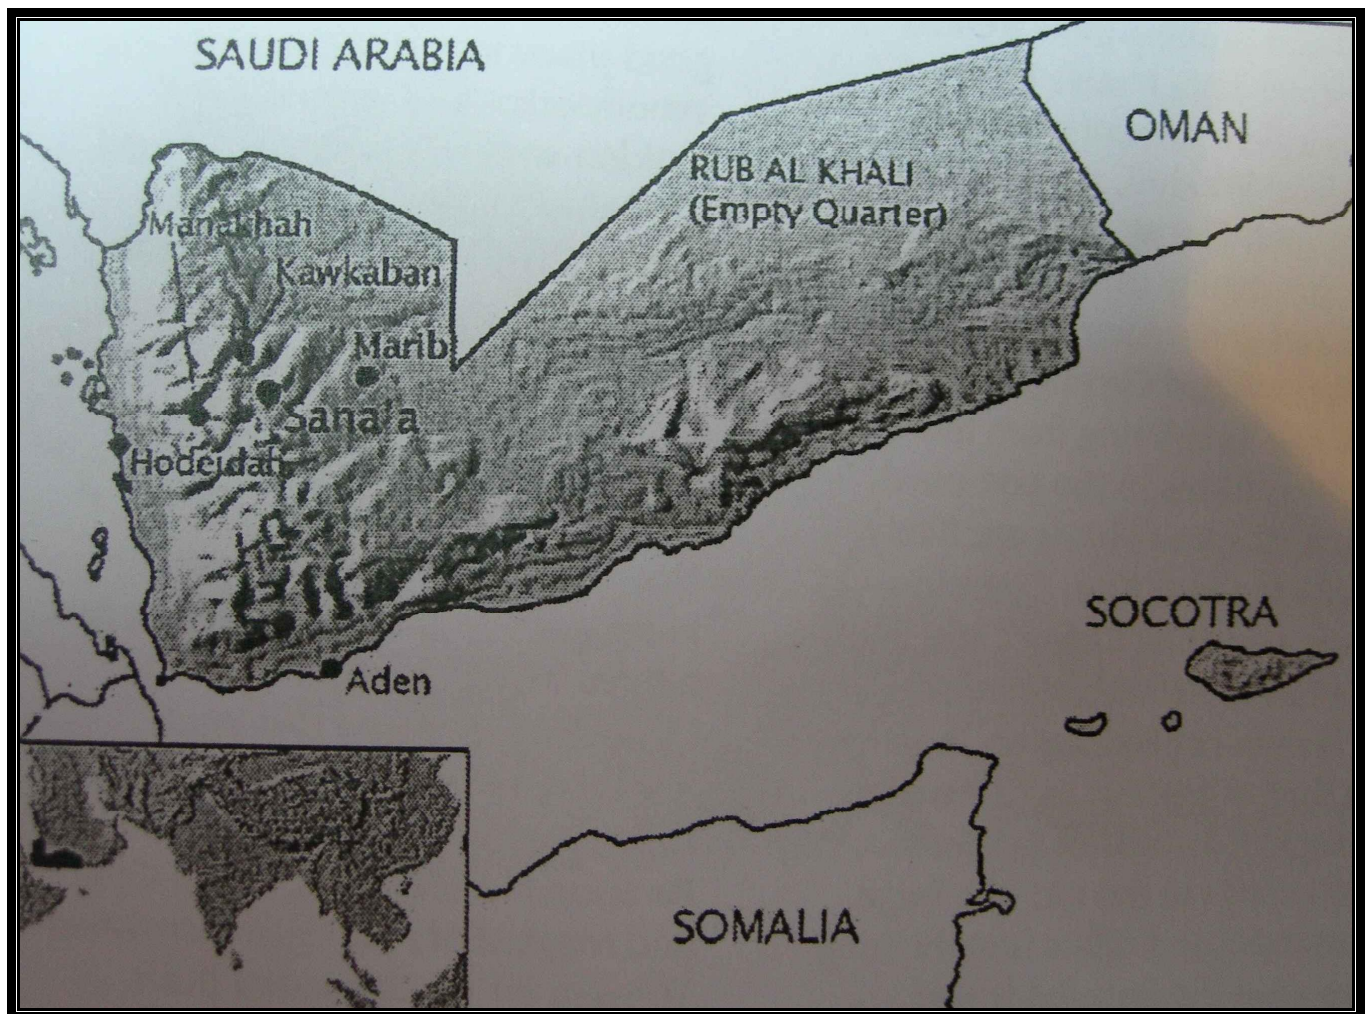 SAUDI ARABIA
OMAN
RUB AL KHALI
(Empty Quarter)
Manakhah
Kawkaban
Marib
Sana'a
Hodeidah
SOCOTRA
Aden
SOMALIA